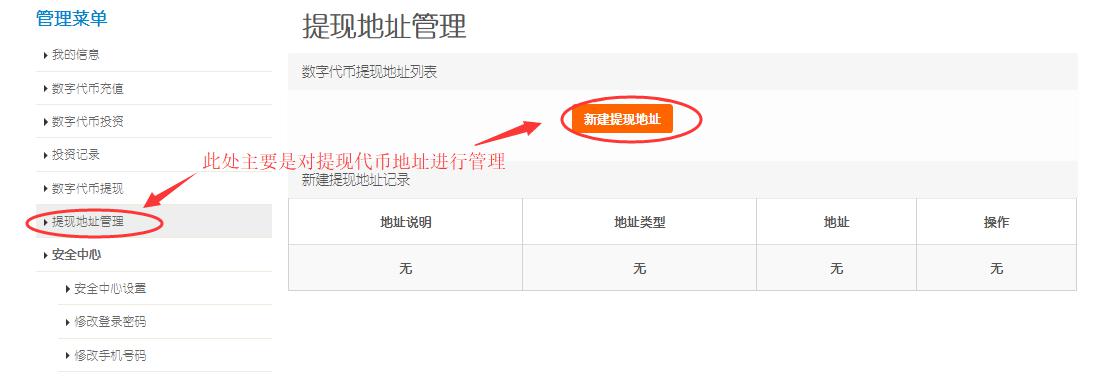 管理菜单
我的信息
数字代币充值
数字代币投资
投资记录
数字代币提现
提现地址管理
安全中心
安全中心设置
修改登录密码
修改手机号码
提现地址管理
数字代币提现地址列表
新建提现地址
此处主要是对提现代币地址进行管理
新建提现地址记录
地址说明 地址类型 地址 操作
无 无 无 无